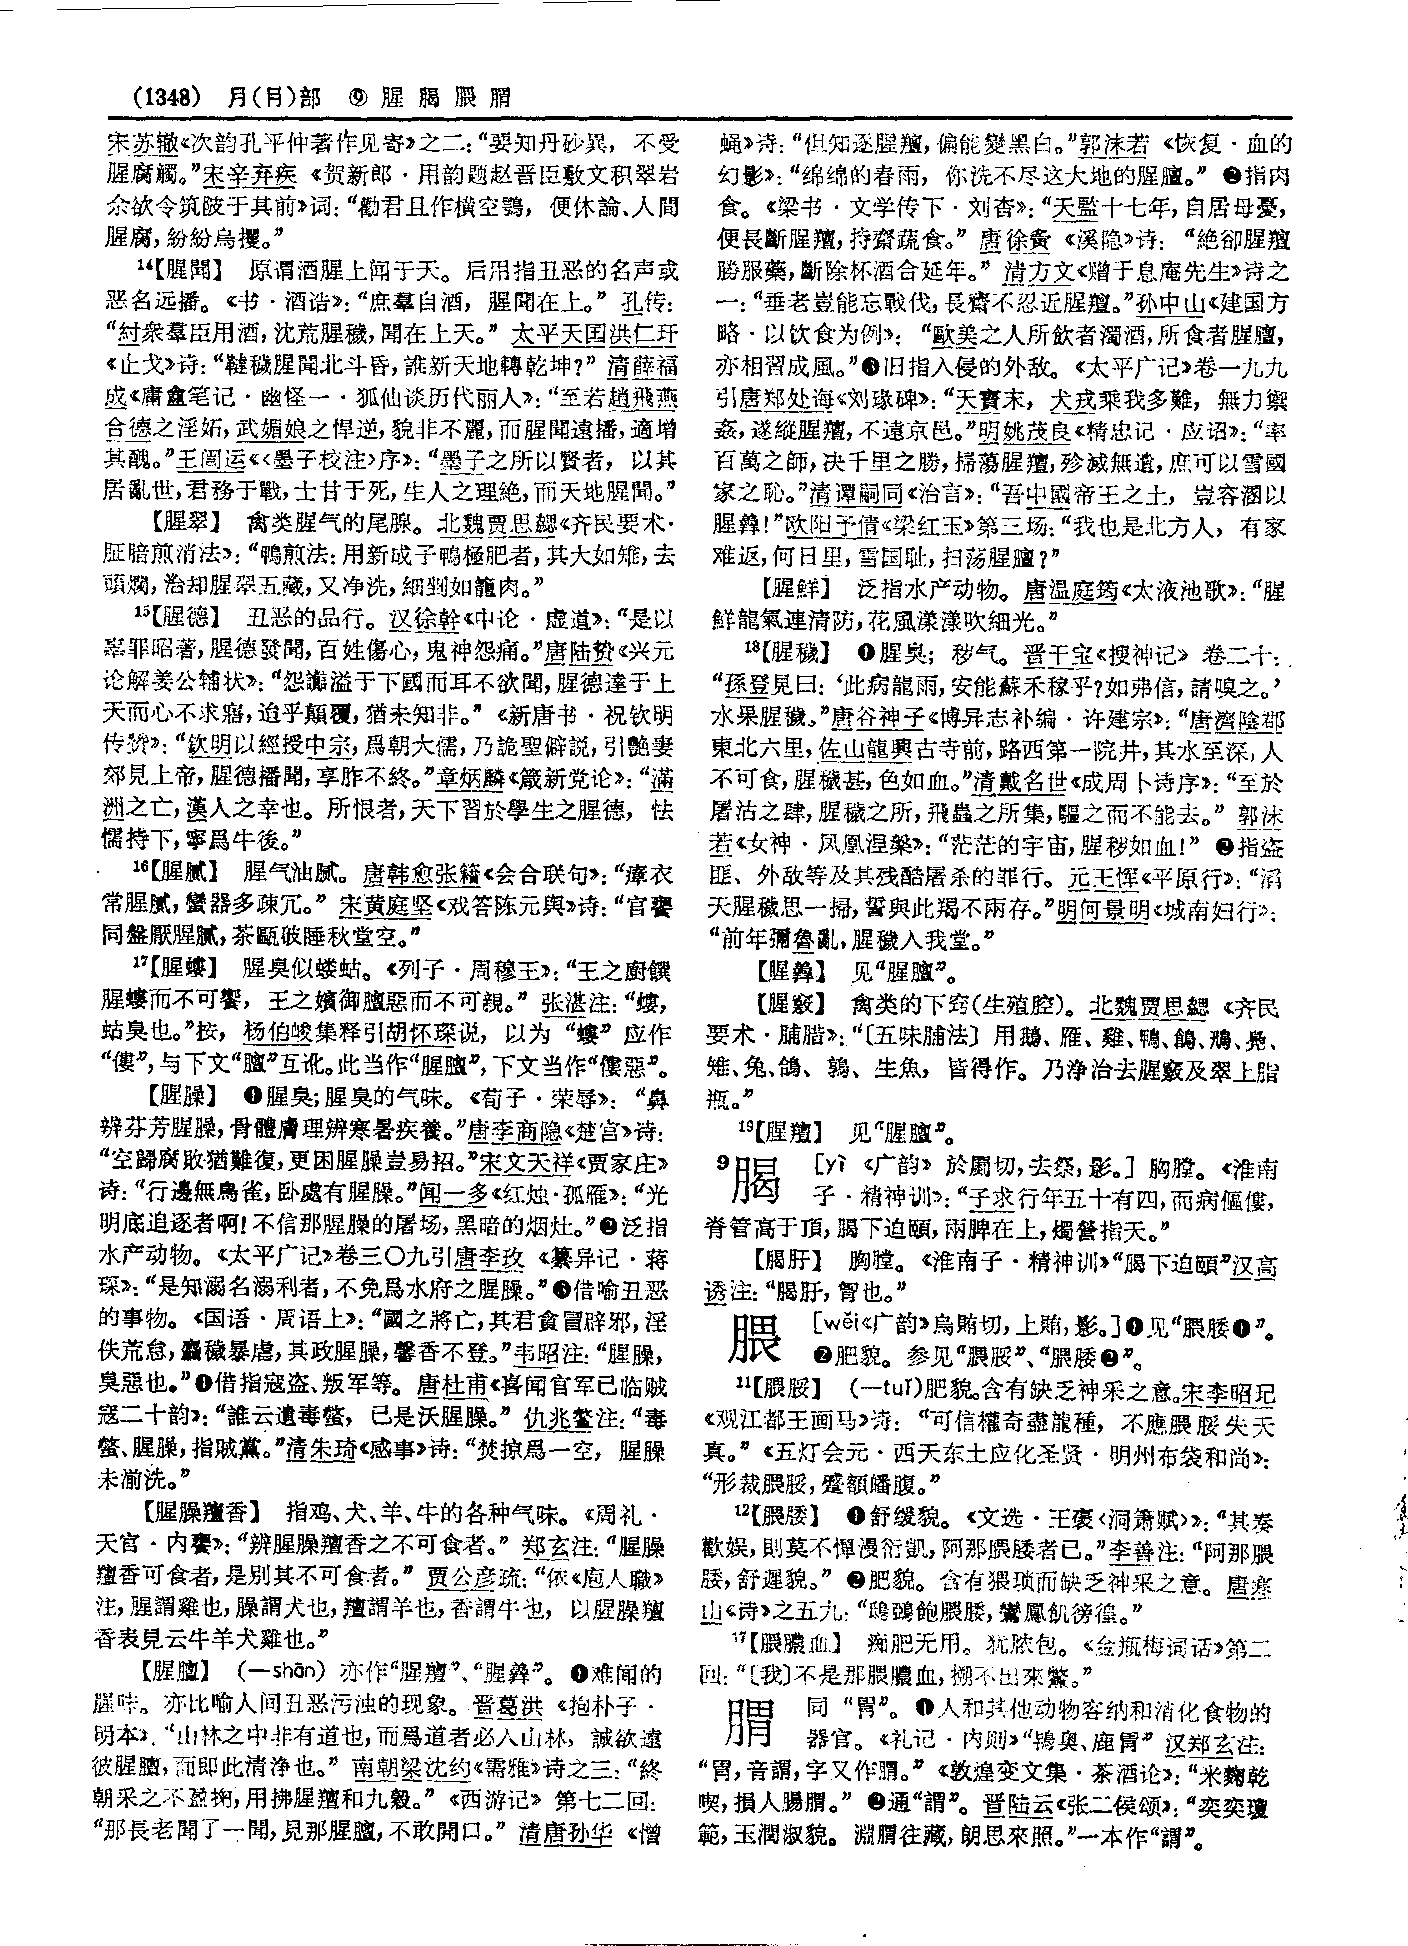 (1348) 月(⺼)部 ⑨ 腥 腸 腲 腪
宋苏辙《次韵孔平仲著作见寄》之二：“要知丹砂異，不受
腥腐觸。”宋辛弃疾《贺新郎·用韵题赵晋臣敷文积翠岩
余欲令筑陂于其前》词：“勸君且作横空鶚，便休論、人間
腥腐，紛紛烏攫。”
14【腥聞】 原谓酒腥上闻于天。后用指丑恶的名声或
恶名远播。《书·酒诰》：“庶羣自酒，腥聞在上。”孔传：
“紂衆羣臣用酒，沈荒腥穢，聞在上天。”太平天国洪仁玕
《止戈》诗：“韃穢腥聞北斗昏，誰新天地轉乾坤？”清薛福
成《庸盦笔记·幽怪一·狐仙谈历代丽人》：“至若趙飛燕
合德之淫妬，武媚娘之悍逆，貌非不麗，而腥聞遠播，適增
其醜。”王闿运《〈墨子校注〉序》：“墨子之所以賢者，以其
居亂世，君務于戰，士甘于死，生人之理絶，而天地腥聞。”
【腥翠】 禽类腥气的尾腺。北魏贾思勰《齐民要术·
䏑腤煎消法》：“鴨煎法：用新成子鴨極肥者，其大如雉，去
頭爓，治却腥翠五藏，又净洗，細剉如籠肉。”
15【腥德】 丑恶的品行。汉徐幹《中论·虚道》：“是以
辠罪昭著，腥德發聞，百姓傷心，鬼神怨痛。”唐陆贽《兴元
论解姜公辅状》：“怨讟溢于下國而耳不欲聞，腥德達于上
天而心不求寤，迨乎顛覆，猶未知非。”《新唐书·祝钦明
传赞》：“欽明以經授中宗，爲朝大儒，乃詭聖僻説，引艷妻
郊見上帝，腥德播聞，享胙不終。”章炳麟《箴新党论》：“滿
洲之亡，漢人之幸也。所恨者，天下習於學生之腥德，怯
懦持下，寧爲牛後。”
16【腥腻】 腥气油腻。唐韩愈张籍《会合联句》：“瘴衣
常腥膩，蠻器多疎冗。”宋黄庭坚《戏答陈元舆》诗：“官饔
同盤厭腥膩，茶甌破睡秋堂空。”
17【腥螻】 腥臭似蝼蛄。《列子·周穆王》：“王之廚饌
腥螻而不可饗，王之嬪御膻惡而不可親。”张湛注：“螻，
蛄臭也。”按，杨伯峻集释引胡怀琛说，以为“螻”应作
“僂”，与下文“膻”互讹。此当作“腥膻”，下文当作“僂惡”。
【腥臊】 ❶腥臭；腥臭的气味。《荀子·荣辱》：“鼻
辨芬芳腥臊，骨體膚理辨寒暑疾養。”唐李商隐《楚宫》诗：
“空歸腐敗猶難復，更困腥臊豈易招。”宋文天祥《贾家庄》
诗：“行邊無鳥雀，卧處有腥臊。”闻一多《红烛·孤雁》：“光
明底追逐者啊！不信那腥臊的屠场，黑暗的烟灶。”❷泛指
水产动物。《太平广记》卷三〇九引唐李玫《纂异记·蒋
琛》：“是知溺名溺利者，不免爲水府之腥臊。”❸借喻丑恶
的事物。《国语·周语上》：“國之將亡，其君貪冒辟邪，淫
佚荒怠，麤穢暴虐，其政腥臊，馨香不登。”韦昭注：“腥臊，
臭惡也。”❹借指寇盗、叛军等。唐杜甫《喜闻官军已临贼
寇二十韵》：“誰云遺毒螫，已是沃腥臊。”仇兆鳌注：“毒
螫、腥臊，指贼黨。”清朱琦《感事》诗：“焚掠爲一空，腥臊
未湔洗。”
【腥臊羶香】 指鸡、犬、羊、牛的各种气味。《周礼·
天官·内饔》：“辨腥臊羶香之不可食者。”郑玄注：“腥臊
羶香可食者，是别其不可食者。”贾公彦疏：“依《庖人職》
注，腥謂雞也，臊謂犬也，羶謂羊也，香謂牛也，以腥臊羶
香表見云牛羊犬雞也。”
【腥膻】 (—shān) 亦作“腥羶”、“腥羴”。❶难闻的
腥味。亦比喻人间丑恶污浊的现象。晋葛洪《抱朴子·
明本》：“山林之中非有道也，而爲道者必入山林，誠欲遠
彼腥膻，而即此清净也。”南朝梁沈约《需雅》诗之三：“終
朝采之不盈掬，用拂腥羶和九穀。”《西游记》第七二回：
“那長老聞了一聞，見那腥膻，不敢開口。”清唐孙华《憎
蝇》诗：“但知逐腥羶，偏能變黑白。”郭沫若《恢复·血的
幻影》：“绵绵的春雨，你洗不尽这大地的腥膻。”❷指肉
食。《梁书·文学传下·刘杳》：“天監十七年，自居母憂，
便長斷腥羶，持齋蔬食。”唐徐夤《溪隐》诗：“絶卻腥羶
勝服藥，斷除杯酒合延年。”清方文《赠于息庵先生》诗之
一：“垂老豈能忘戰伐，長齋不忍近腥羶。”孙中山《建国方
略·以饮食为例》：“歐美之人所飲者濁酒，所食者腥膻，
亦相習成風。”❸旧指入侵的外敌。《太平广记》卷一九九
引唐郑处诲《刘瑑碑》：“天寳末，犬戎乘我多難，無力禦
姦，遂縱腥羶，不遠京邑。”明姚茂良《精忠记·应诏》：“率
百萬之師，决千里之勝，掃蕩腥羶，殄滅無遺，庶可以雪國
家之恥。”清谭嗣同《治言》：“吾中國帝王之土，豈容溷以
腥羴！”欧阳予倩《梁红玉》第三场：“我也是北方人，有家
难返，何日里，雪国耻，扫荡腥膻？”
【腥鮮】 泛指水产动物。唐温庭筠《太液池歌》：“腥
鮮龍氣連清防，花風漾漾吹細光。”
18【腥穢】 ❶腥臭；秽气。晋干宝《搜神记》卷二十：
“孫登見曰：‘此病龍雨，安能蘇禾稼乎？如弗信，請嗅之。’
水果腥穢。”唐谷神子《博异志补编·许建宗》：“唐濟陰郡
東北六里，佐山龍興古寺前，路西第一院井，其水至深，人
不可食，腥穢甚，色如血。”清戴名世《成周卜诗序》：“至於
屠沽之肆，腥穢之所，飛蟲之所集，驅之而不能去。”郭沫
若《女神·凤凰涅槃》：“茫茫的宇宙，腥秽如血！”❷指盗
匪、外敌等及其残酷屠杀的罪行。元王恽《平原行》：“滔
天腥穢思一掃，誓與此羯不兩存。”明何景明《城南妇行》：
“前年彌魯亂，腥穢入我堂。”
【腥羴】 见“腥膻”。
【腥竅】 禽类的下窍(生殖腔)。北魏贾思勰《齐民
要术·脯腊》：“〔五味脯法〕用鵝、雁、雞、鴨、鶬、鳵、鳧、
雉、兔、鴿、鶉、生魚，皆得作。乃浄治去腥竅及翠上脂
瓶。”
19【腥羶】 见“腥膻”。
9 䐠 [yì《广韵》於罽切，去祭，影。] 胸膛。《淮南
子·精神训》：“子求行年五十有四，而病傴僂，
脊管高于頂，䐠下迫頤，兩脾在上，燭營指天。”
【䐠肝】 胸膛。《淮南子·精神训》“䐠下迫頤”汉高
诱注：“䐠肝，胷也。”
腲 [wěi《广韵》烏賄切，上賄，影。]❶见“腲腇❶”。
❷肥貌。参见“腲脮”、“腲腇❷”。
11【腲脮】 (—tuǐ)肥貌。含有缺乏神采之意。宋李昭玘
《观江都王画马》诗：“可信權奇盡龍種，不應腲脮失天
真。”《五灯会元·西天东土应化圣贤·明州布袋和尚》：
“形裁腲脮，蹙額皤腹。”
12【腲腇】 ❶舒缓貌。《文选·王褒〈洞箫赋〉》：“其奏
歡娱，則莫不憚漫衍凱，阿那腲腇者已。”李善注：“阿那腲
腇，舒遲貌。”❷肥貌。含有猥琐而缺乏神采之意。唐寒
山《诗》之五九：“鴟鵶飽腲腇，鸞鳳飢徬徨。”
17【腲膿血】 痴肥无用。犹脓包。《金瓶梅词话》第二
回：“〔我〕不是那腲膿血，搠不出來鱉。”
腪 同“胃”。❶人和其他动物容纳和消化食物的
器官。《礼记·内则》“鴇奥、鹿胃”汉郑玄注：
“胃，音謂，字又作䐣。”《敦煌变文集·茶酒论》：“米麴乾
喫，損人腸䐣。”❷通“謂”。晋陆云《张二侯颂》：“奕奕瓊
範，玉潤淑貌。淵䐣往藏，朗思來照。”一本作“謂”。